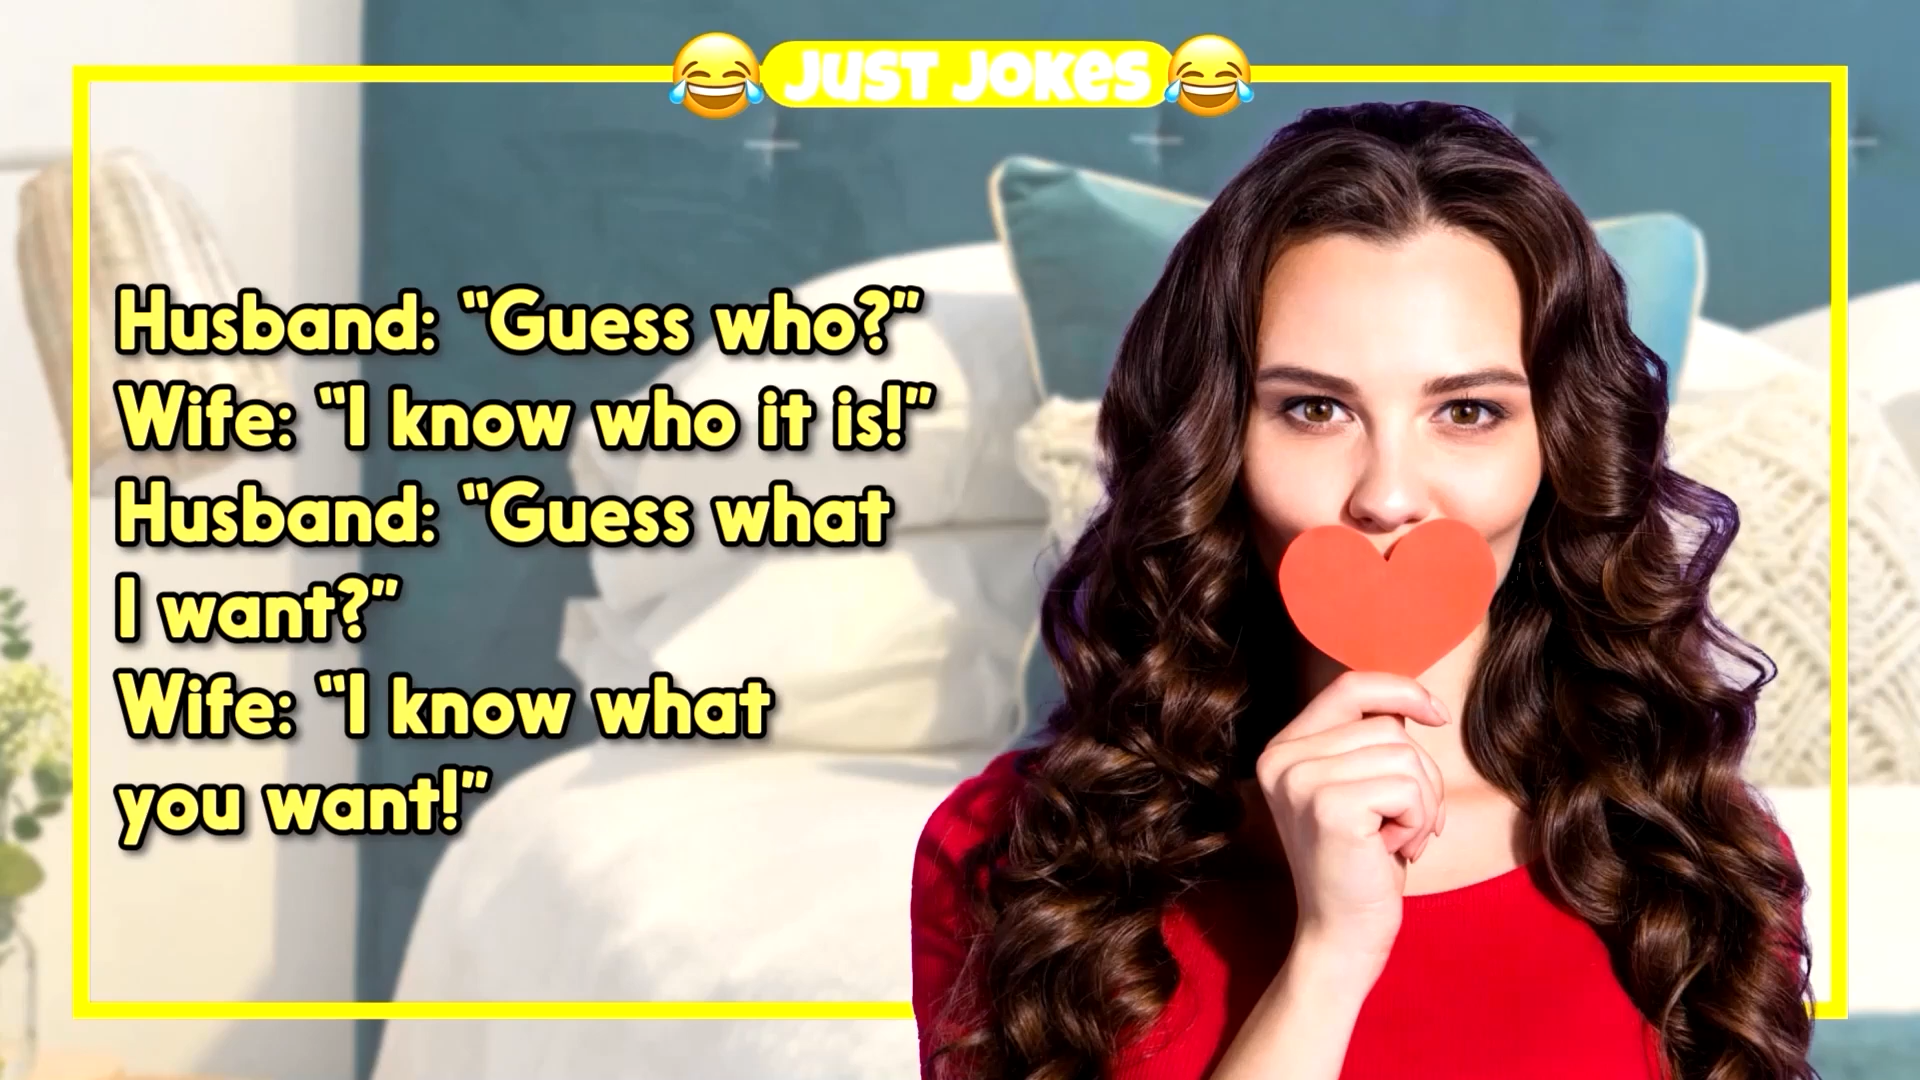 JUST JOKES
Husband: "Guess who?"
Wife: "I know who it is!"
Husband: "Guess what
I want?"
Wife: "I know what
you want!"